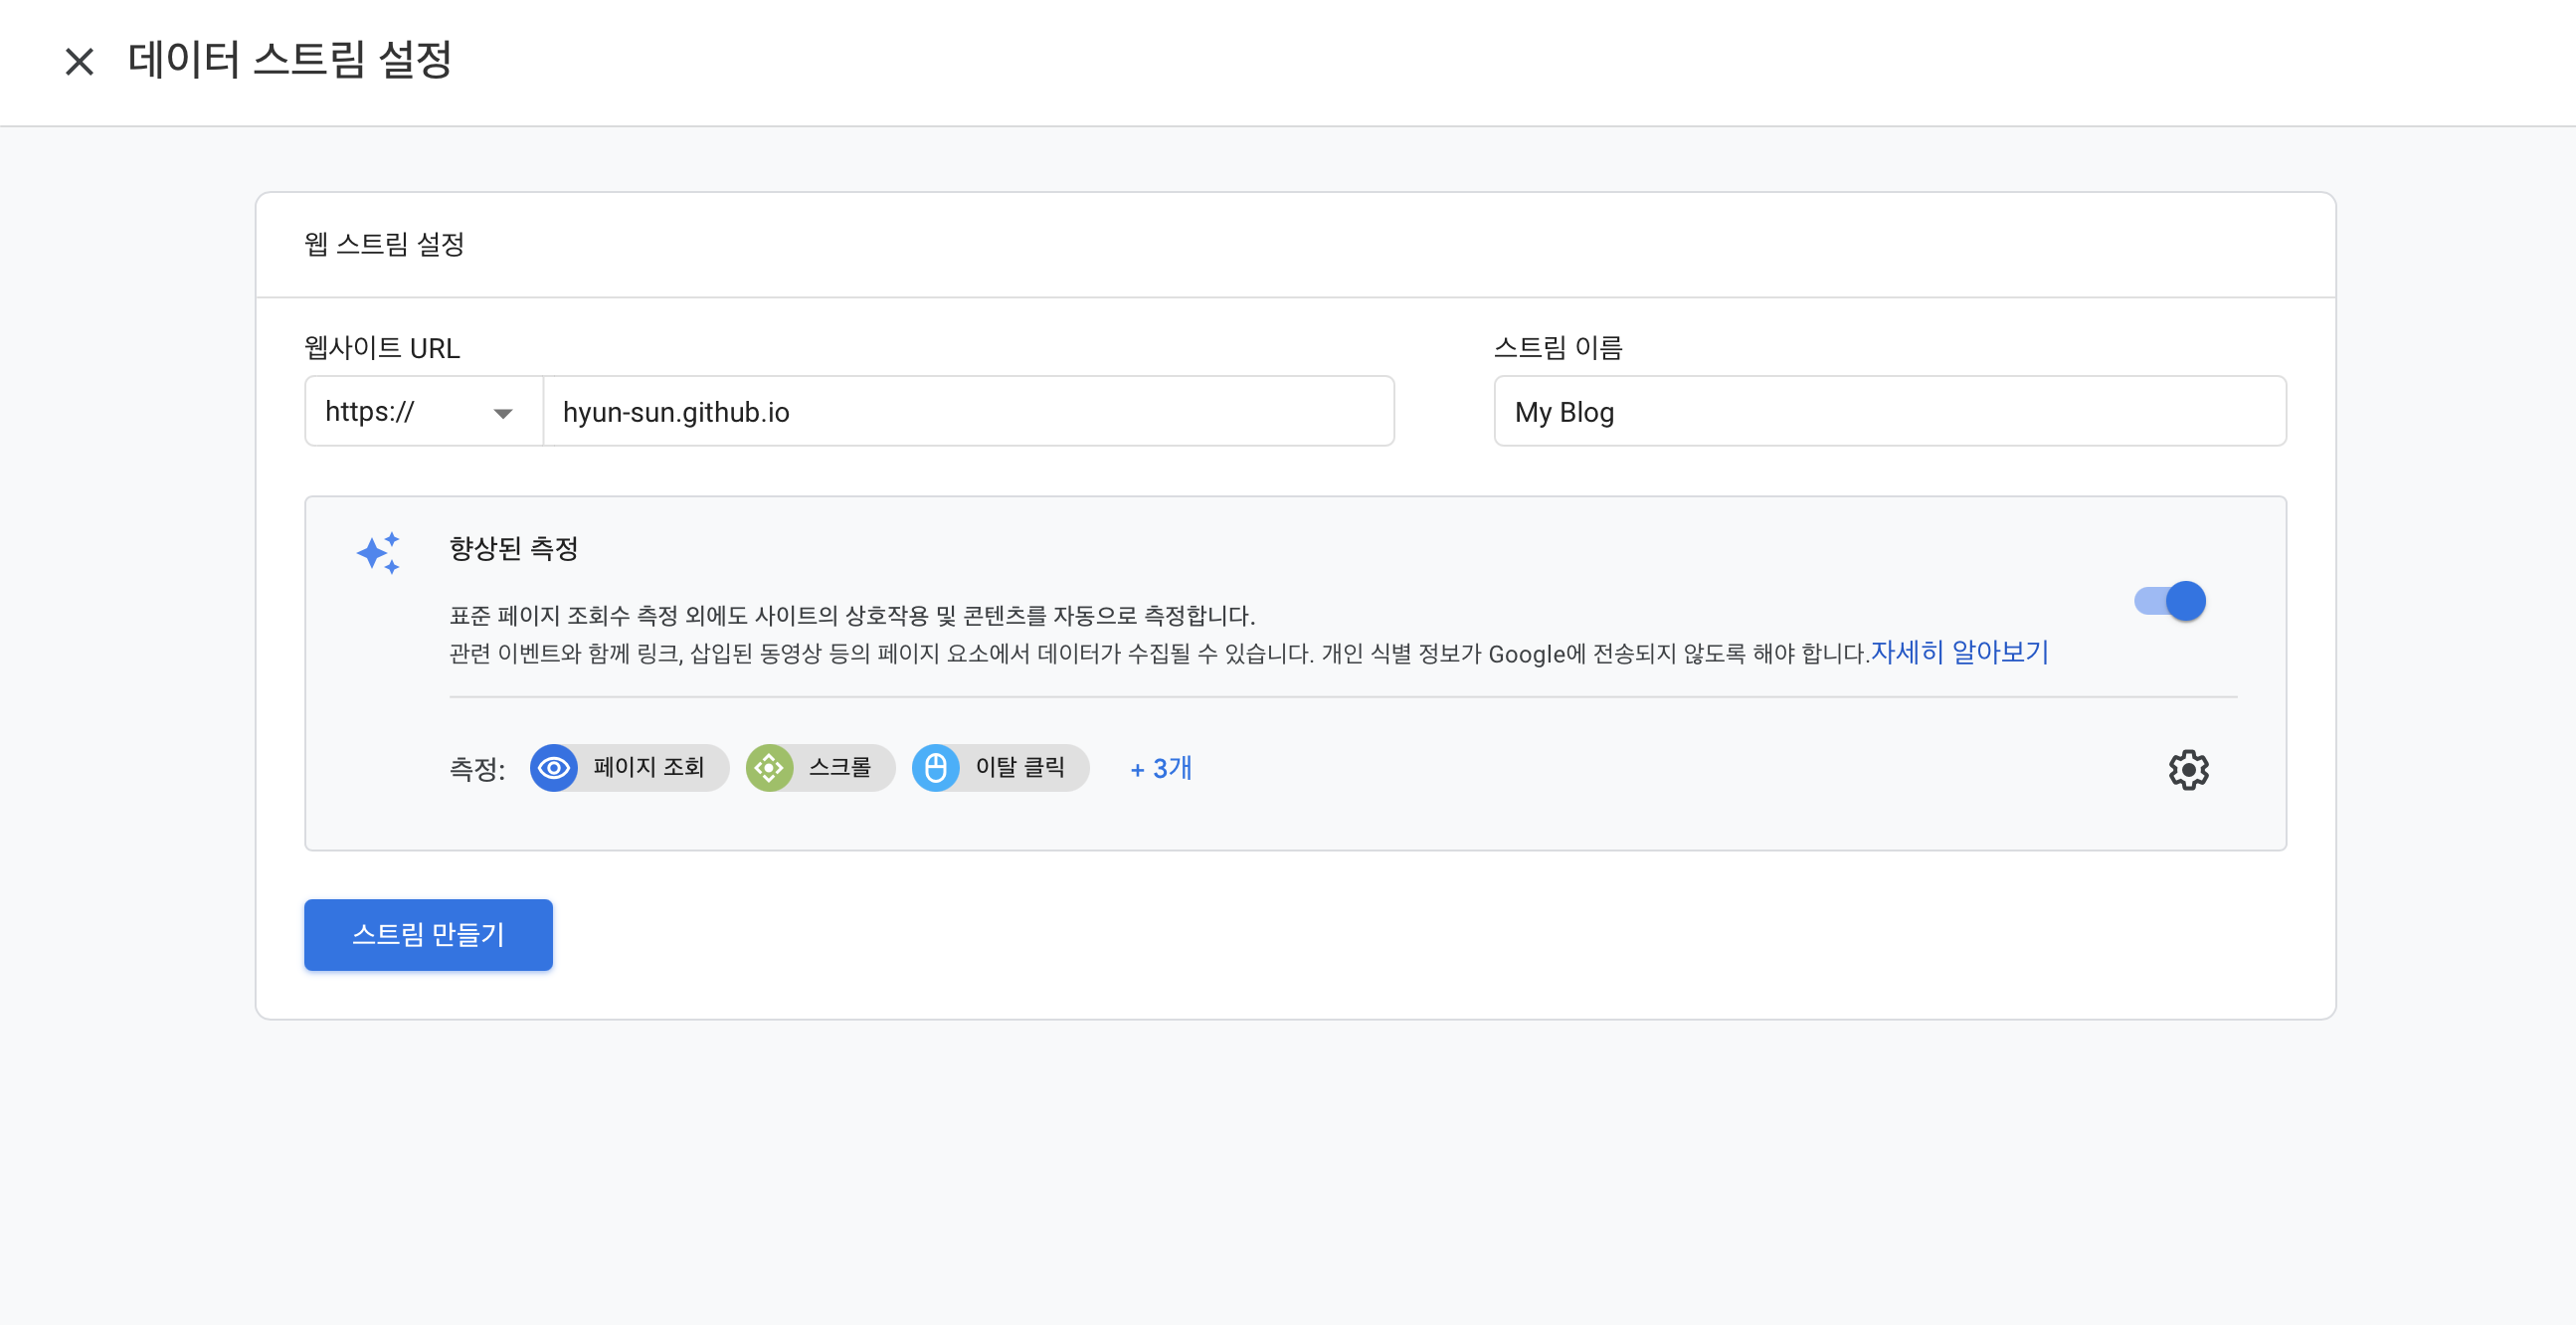 데이터 스트림 설정
웹 스트림 설정
웹사이트 URL
스트림 이름
https://
hyun-sun.github.io
My Blog
향상된 측정
표준 페이지 조회수 측정 외에도 사이트의 상호작용 및 콘텐츠를 자동으로 측정합니다.
관련 이벤트와 함께 링크, 삽입된 동영상 등의 페이지 요소에서 데이터가 수집될 수 있습니다. 개인 식별 정보가 Google에 전송되지 않도록 해야 합니다.자세히 알아보기
측정: 페이지 조회 스크롤 이탈 클릭 + 3개
스트림 만들기